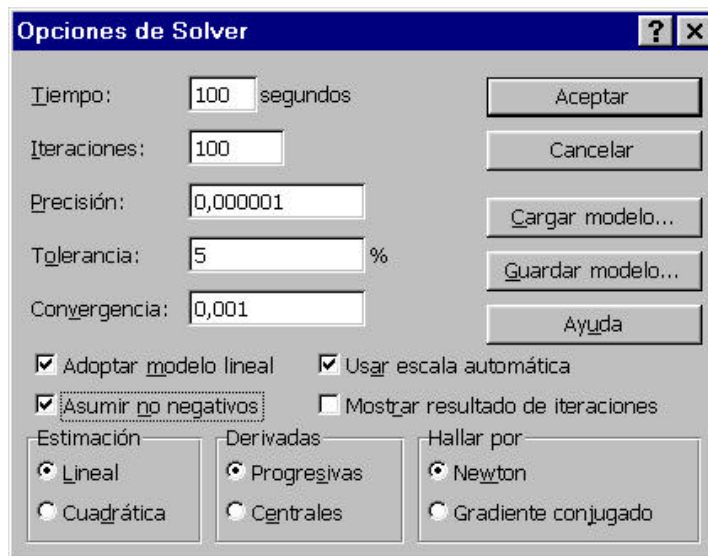 Opciones de Solver
Tiempo: 100 segundos
Aceptar
Iteraciones: 100
Cancelar
Precisión: 0,000001
Cargar modelo...
Tolerancia: 5 %
Guardar modelo...
Convergencia: 0,001
Ayuda
Adoptar modelo lineal
Usar escala automática
Asumir no negativos
Mostrar resultado de iteraciones
Estimación
Lineal
Cuadrática
Derivadas
Progresivas
Centrales
Hallar por
Newton
Gradiente conjugado